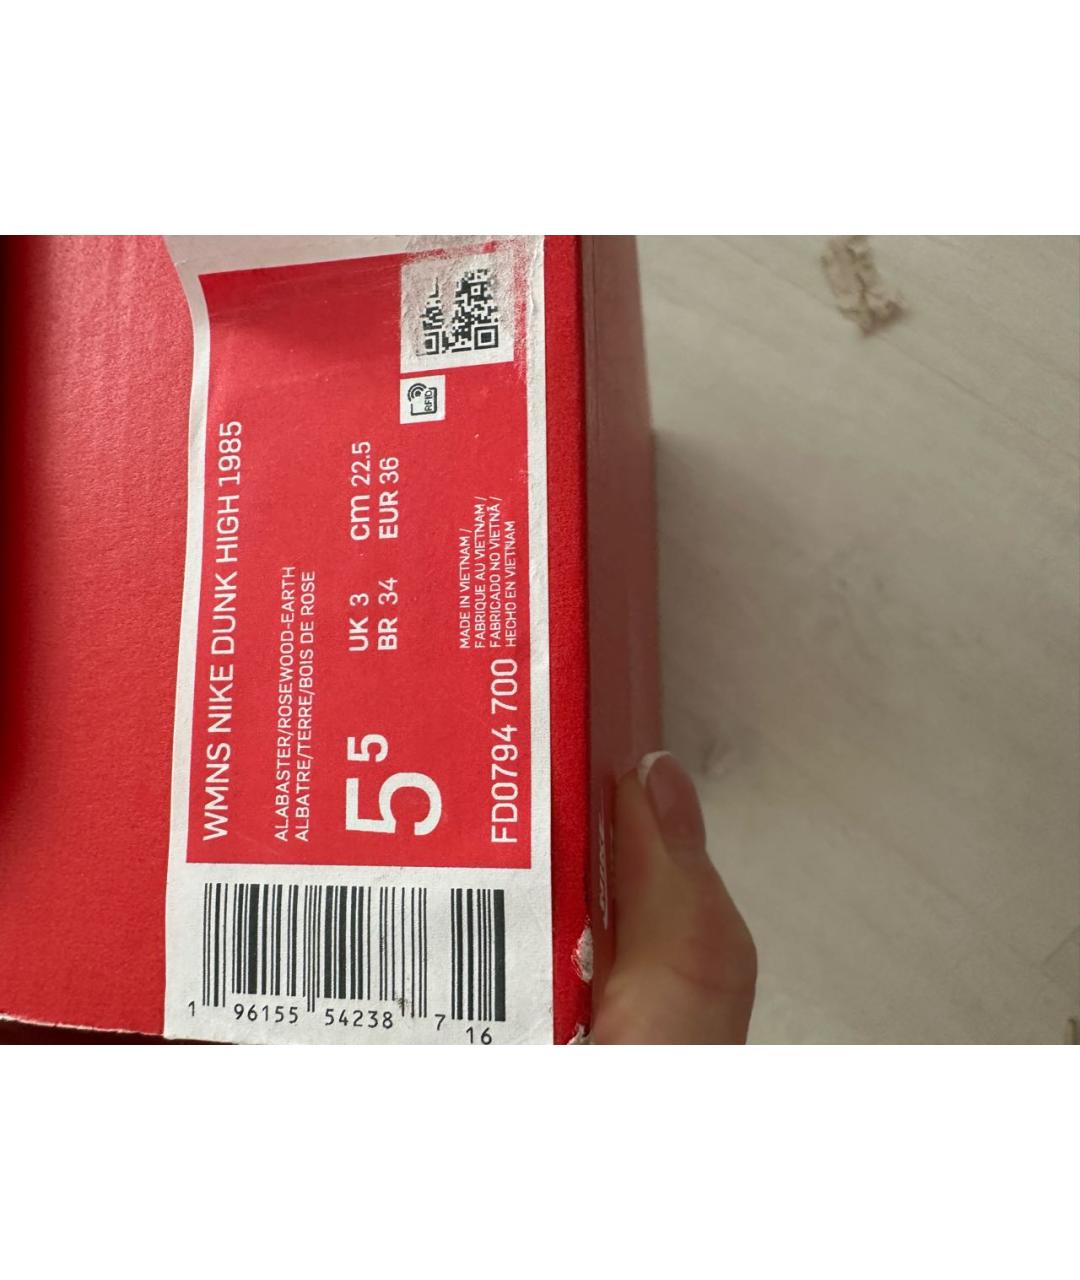 WMNS NIKE DUNK HIGH 1985
ALABASTER/ROSEWOOD-EARTH
ALBATRE/TERRE/BOIS DE ROSE
5 5
UK 3 cm 22.5
BR 34 EUR 36
RFID
MADE IN VIETNAM /
FABRIQUE AU VIETNAM /
FABRICADO NO VIETNÃ /
HECHO EN VIETNAM
FD0794 700
1 96155 54238 7
16